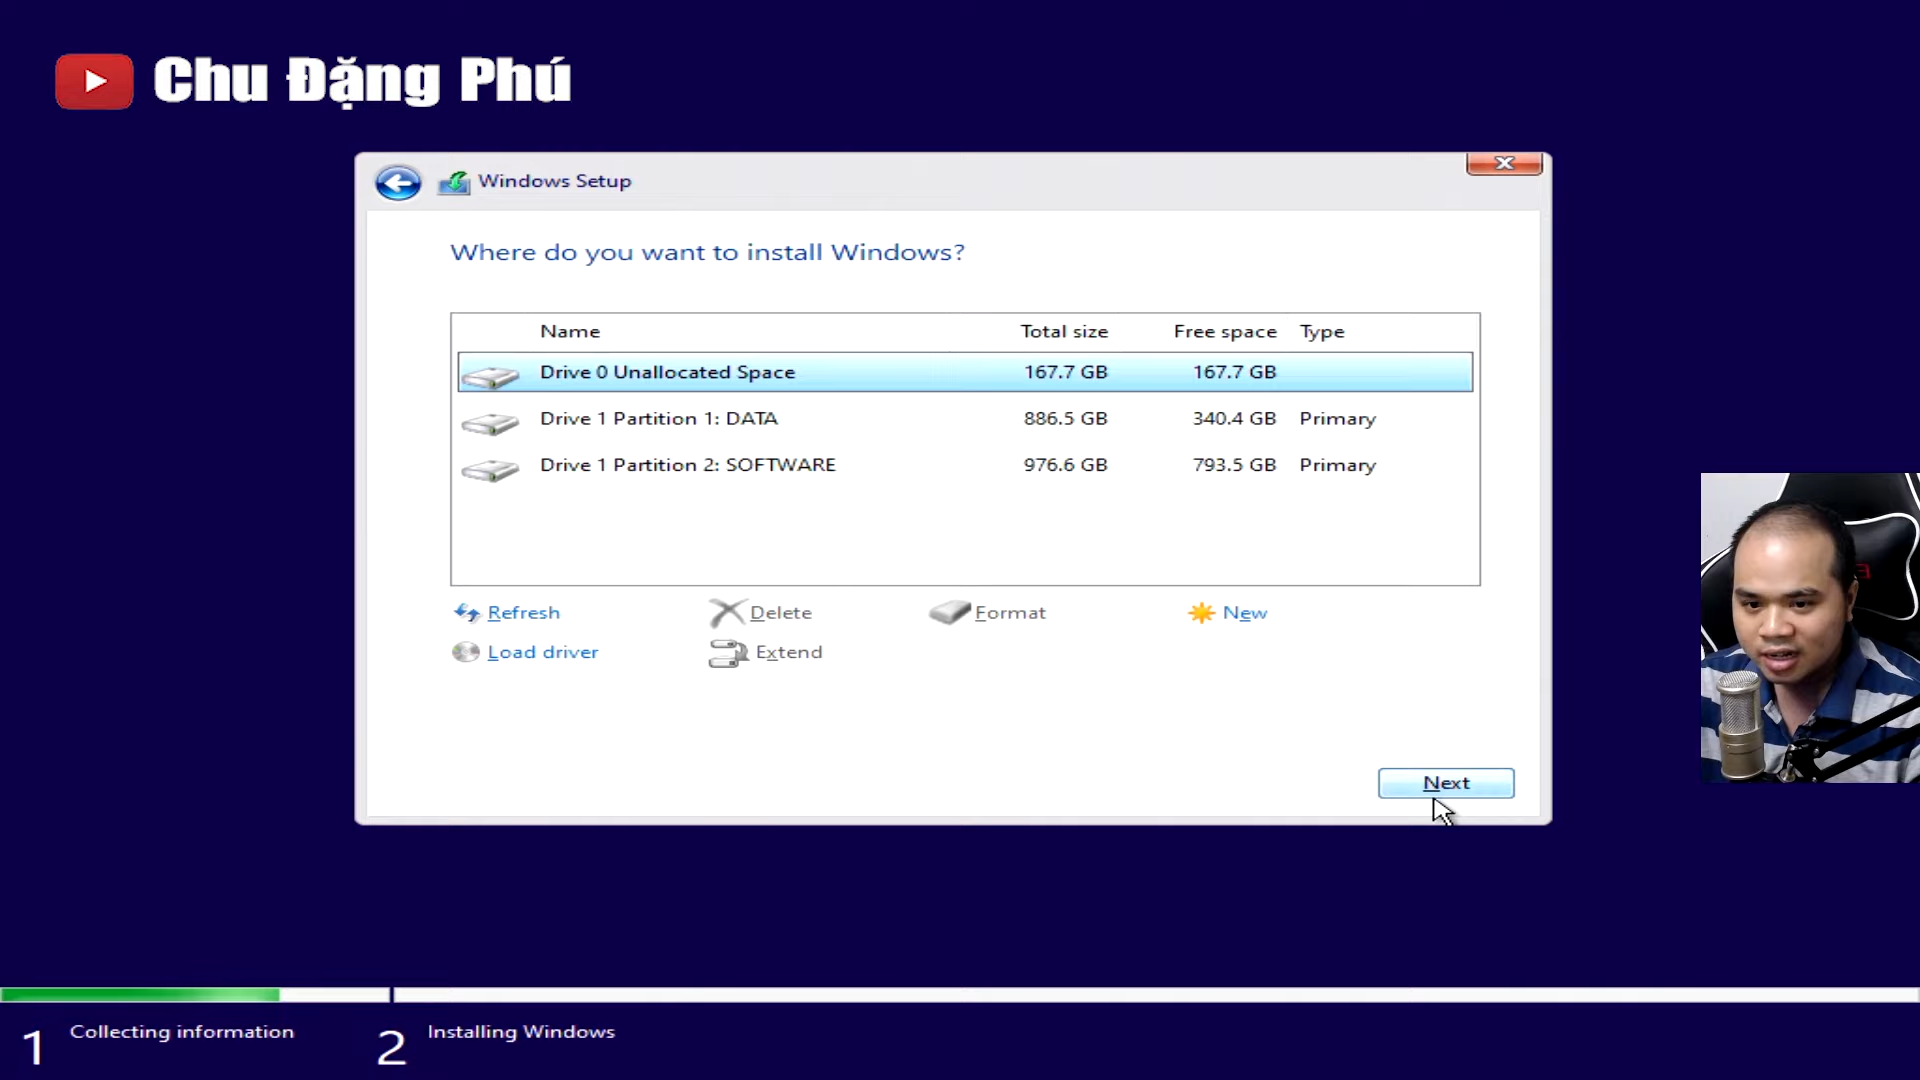 Chu Đặng Phú
Windows Setup
Where do you want to install Windows?
Name Total size Free space Type
Drive 0 Unallocated Space 167.7 GB 167.7 GB
Drive 1 Partition 1: DATA 886.5 GB 340.4 GB Primary
Drive 1 Partition 2: SOFTWARE 976.6 GB 793.5 GB Primary
Refresh Delete Format New
Load driver Extend
Next
1 Collecting information 2 Installing Windows